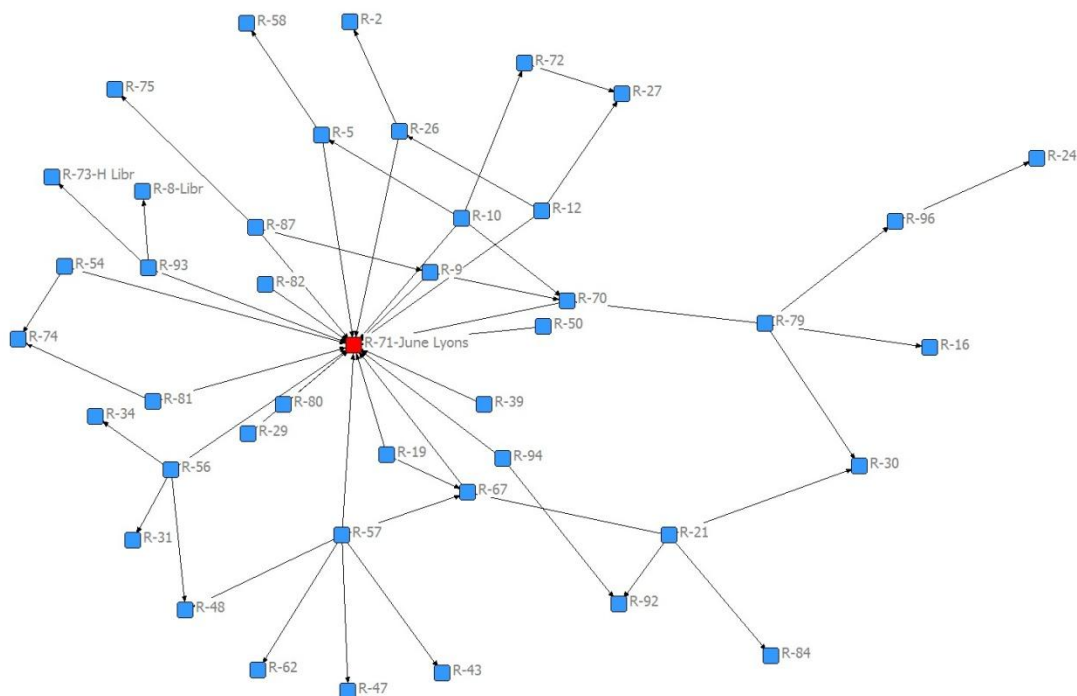 R-58
R-2
R-72
R-75
R-27
R-5
R-26
R-24
R-73-H Libr
R-8-Libr
R-10
R-12
R-96
R-87
R-54
R-93
R-9
R-82
R-70
R-50
R-79
R-74
R-71-June Lyons
R-16
R-81
R-80
R-39
R-34
R-29
R-19
R-94
R-56
R-30
R-67
R-31
R-57
R-21
R-48
R-92
R-84
R-62
R-43
R-47